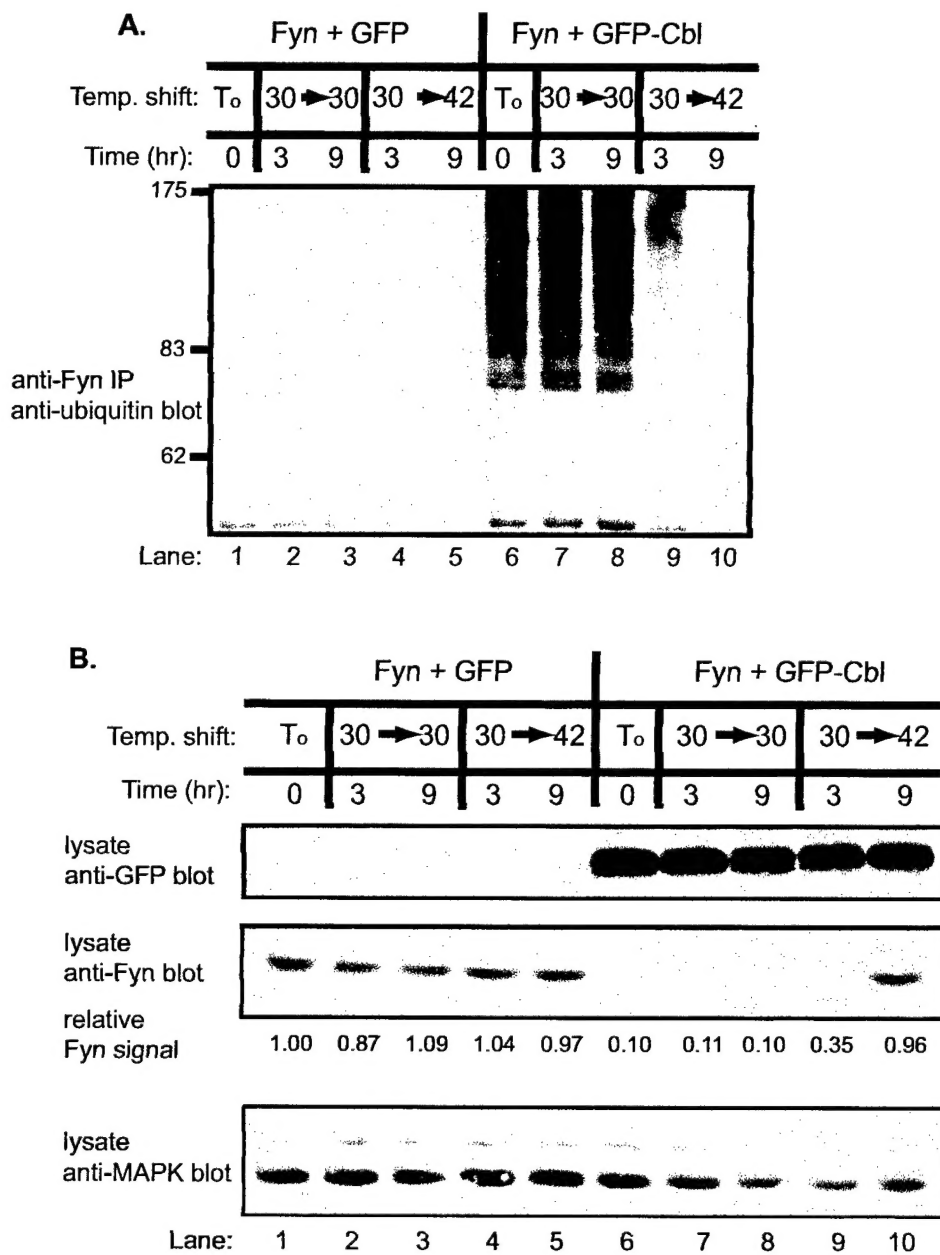 A.
Fyn + GFP Fyn + GFP-Cbl
Temp. shift: To 30 30 30 42 To 30 30 30 42
Time (hr): 0 3 9 3 9 0 3 9 3 9
175
83
anti-Fyn IP
anti-ubiquitin blot
62
Lane: 1 2 3 4 5 6 7 8 9 10
B.
Fyn + GFP Fyn + GFP-Cbl
Temp. shift: To 30 30 30 42 To 30 30 30 42
Time (hr): 0 3 9 3 9 0 3 9 3 9
lysate
anti-GFP blot
lysate
anti-Fyn blot
relative
Fyn signal 1.00 0.87 1.09 1.04 0.97 0.10 0.11 0.10 0.35 0.96
lysate
anti-MAPK blot
Lane: 1 2 3 4 5 6 7 8 9 10